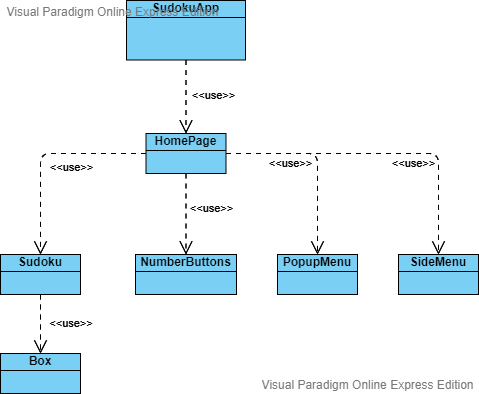 Visual Paradigm Online Express Edition
SudokuApp
<<use>>
HomePage
<<use>>
<<use>>
<<use>>
<<use>>
Sudoku
NumberButtons
PopupMenu
SideMenu
<<use>>
Box
Visual Paradigm Online Express Edition